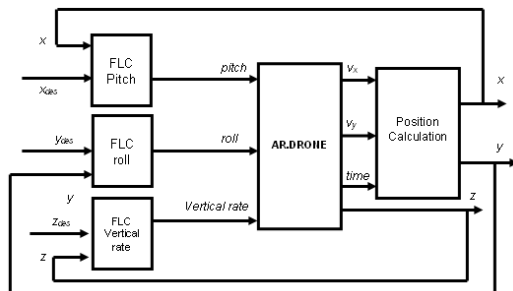 x
FLC
Pitch
x_des
pitch
v_x
x
Position
Calculation
y_des
FLC
roll
roll
AR.DRONE
v_y
y
time
y
z_des
FLC
Vertical
rate
Vertical rate
z
z